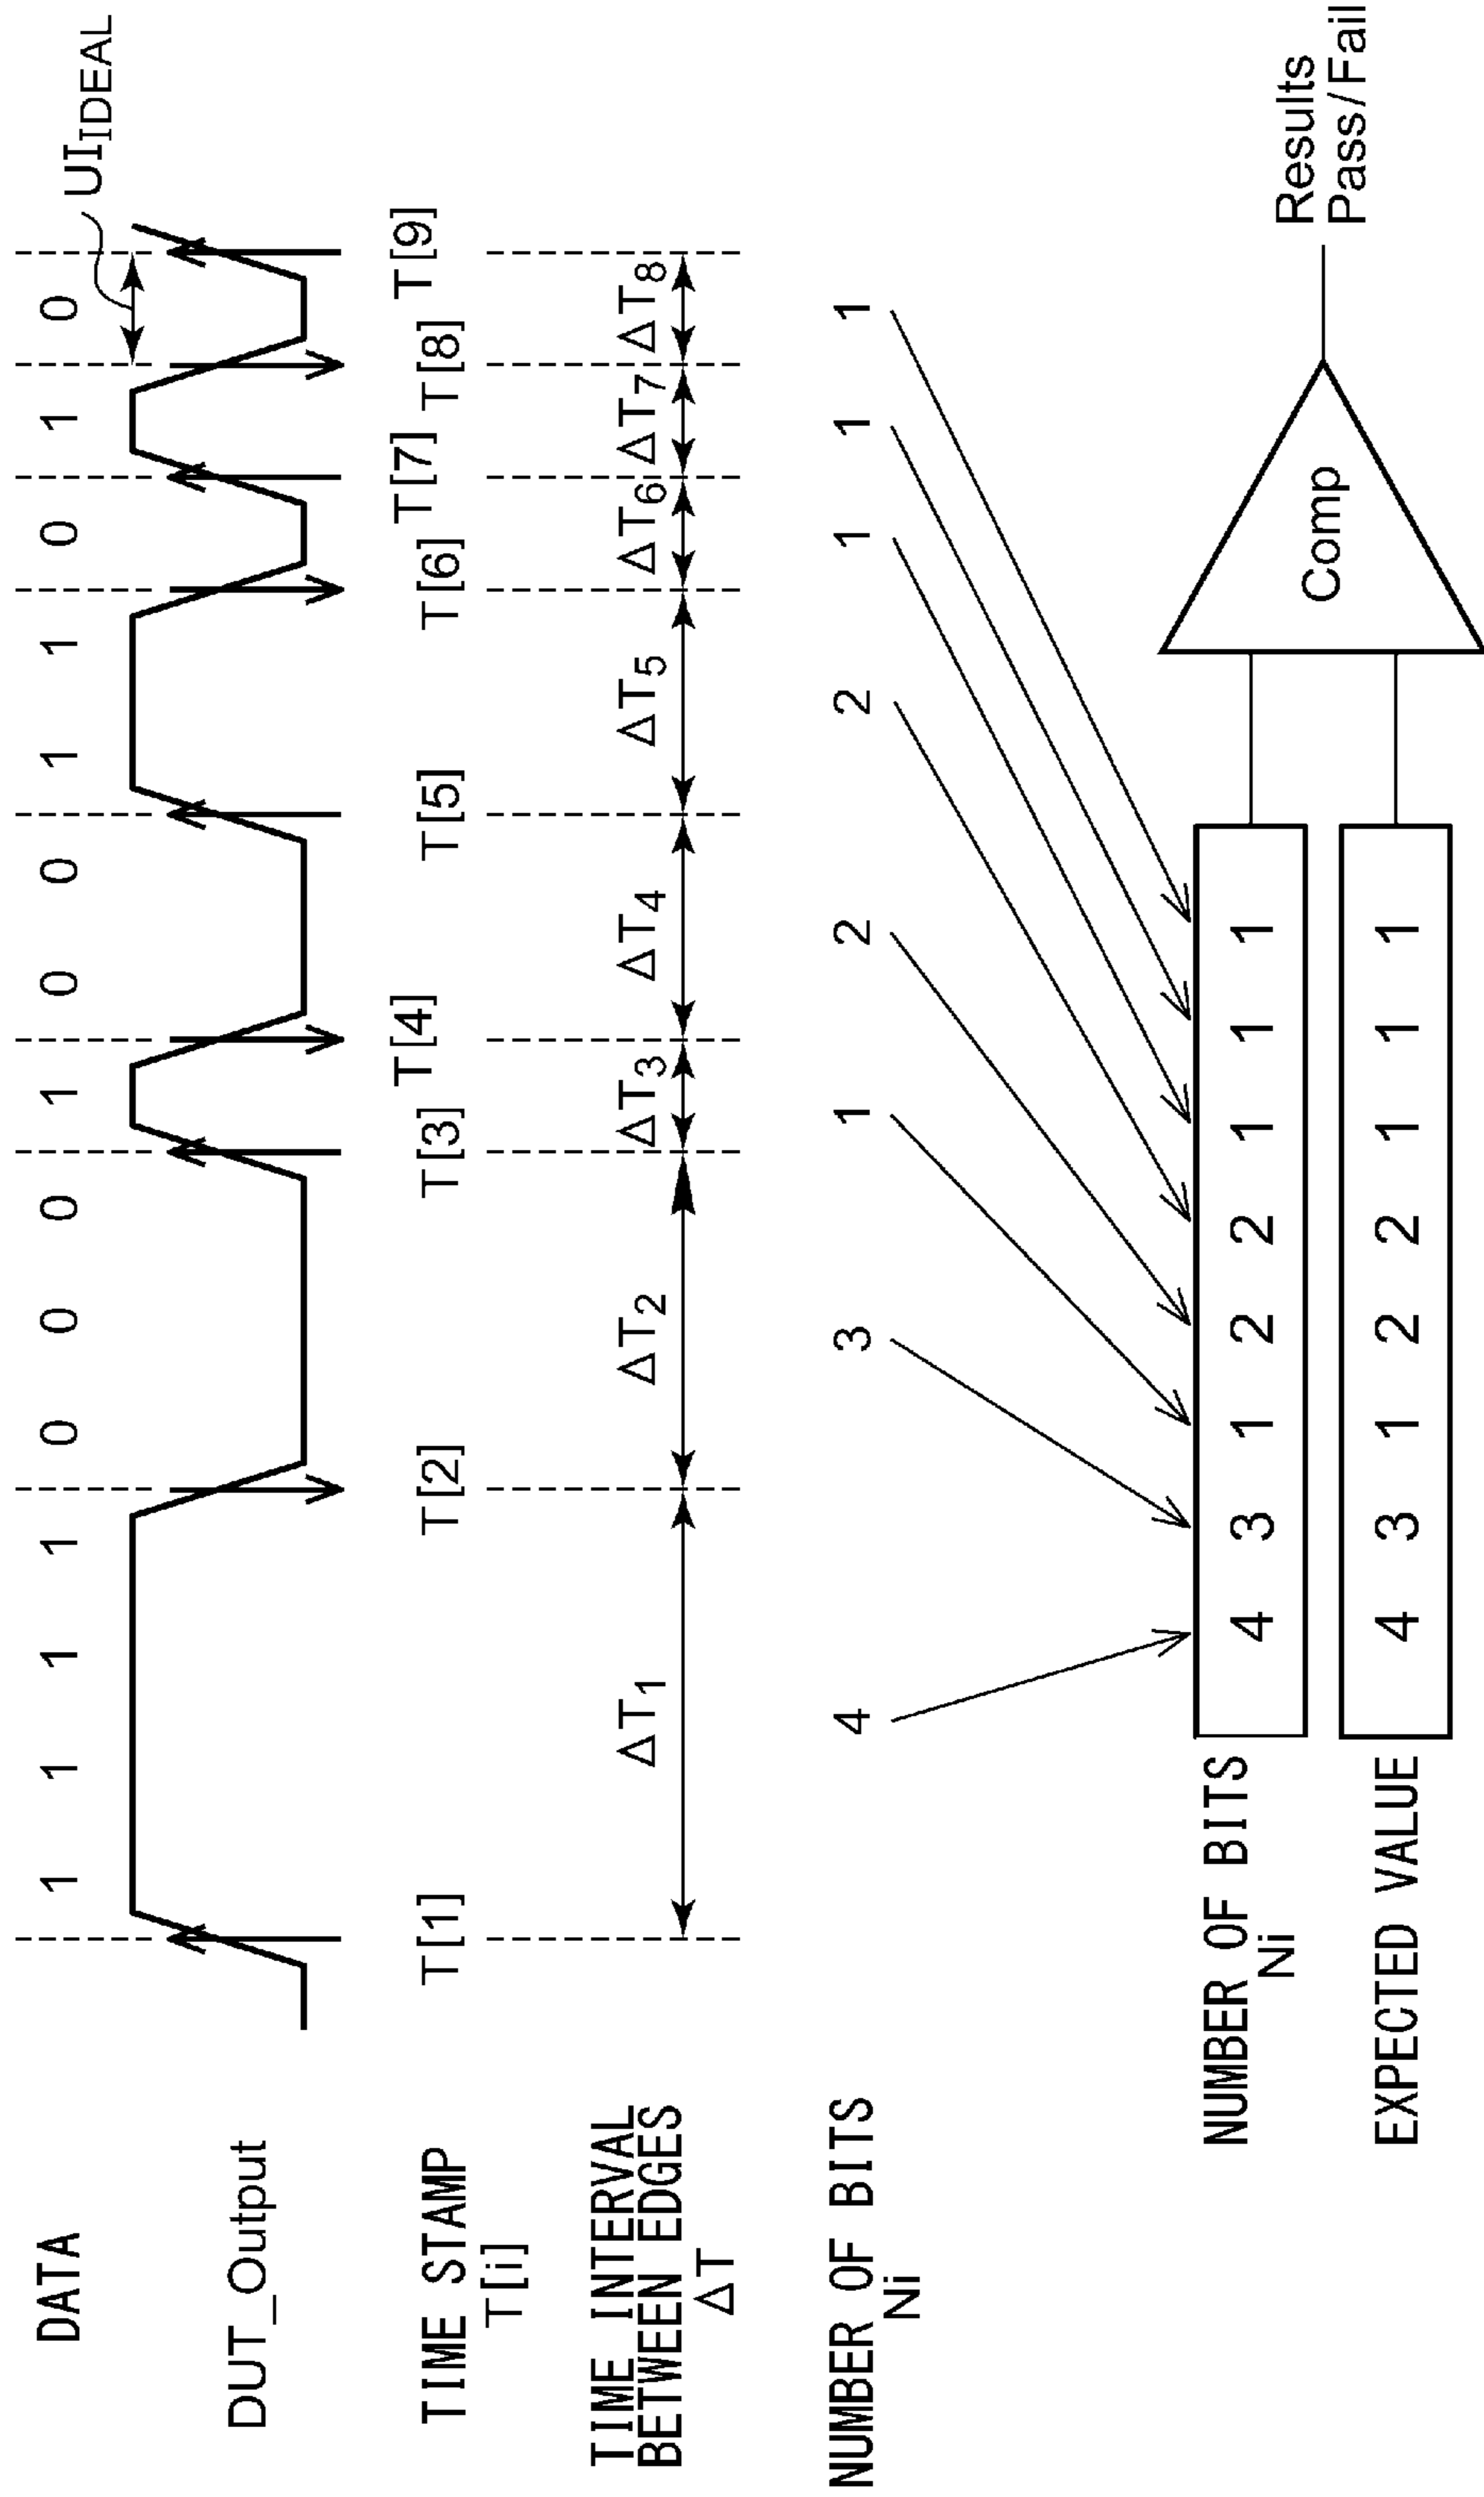 DATA 1 1 1 1 0 0 0 1 0 0 1 1 0 1 0
UIIDEAL
DUT_Output
TIME STAMP T[1] T[2] T[3] T[4] T[5] T[6] T[7] T[8] T[9]
T[i]
TIME INTERVAL
BETWEEN EDGES
ΔT
ΔT1 ΔT2 ΔT3 ΔT4 ΔT5 ΔT6 ΔT7 ΔT8
NUMBER OF BITS 4 3 1 2 2 1 1 1
Ni
NUMBER OF BITS 4 3 1 2 2 1 1 1
Ni
EXPECTED VALUE 4 3 1 2 2 1 1 1
Comp
Results
Pass/Fail